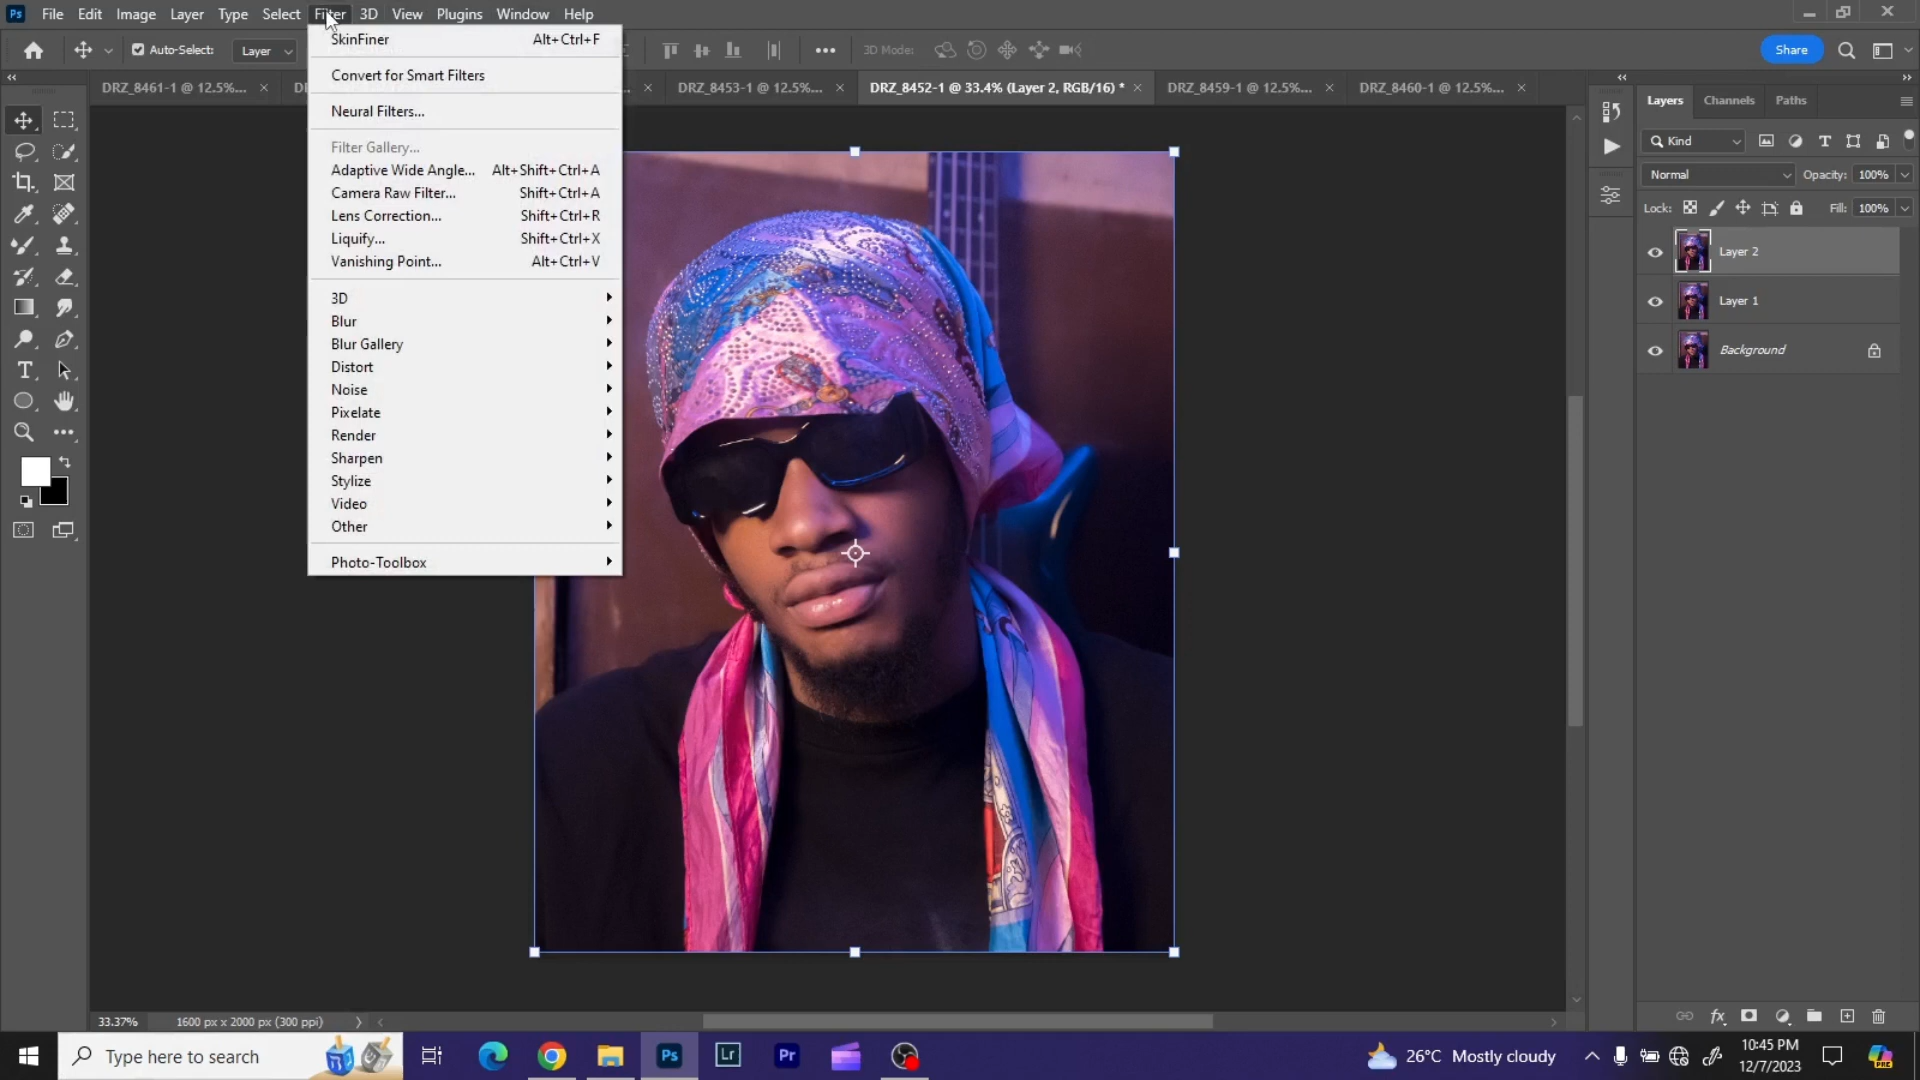 Ps File Edit Image Layer Type Select Filter 3D View Plugins Window Help
Auto-Select: Layer 3D Mode: Share
DRZ_8461-1 @ 12.5%... × × DRZ_8453-1 @ 12.5%... × DRZ_8452-1 @ 33.4% (Layer 2, RGB/16) * × DRZ_8459-1 @ 12.5%... × DRZ_8460-1 @ 12.5%... ×
SkinFiner Alt+Ctrl+F
Convert for Smart Filters
Neural Filters...
Filter Gallery...
Adaptive Wide Angle... Alt+Shift+Ctrl+A
Camera Raw Filter... Shift+Ctrl+A
Lens Correction... Shift+Ctrl+R
Liquify... Shift+Ctrl+X
Vanishing Point... Alt+Ctrl+V
3D
Blur
Blur Gallery
Distort
Noise
Pixelate
Render
Sharpen
Stylize
Video
Other
Photo-Toolbox
Layers Channels Paths
Kind
Normal Opacity: 100%
Lock: Fill: 100%
Layer 2
Layer 1
Background
33.37% 1600 px x 2000 px (300 ppi)
Type here to search
Ps Lr Pr
26°C Mostly cloudy
10:45 PM
12/7/2023
PRE